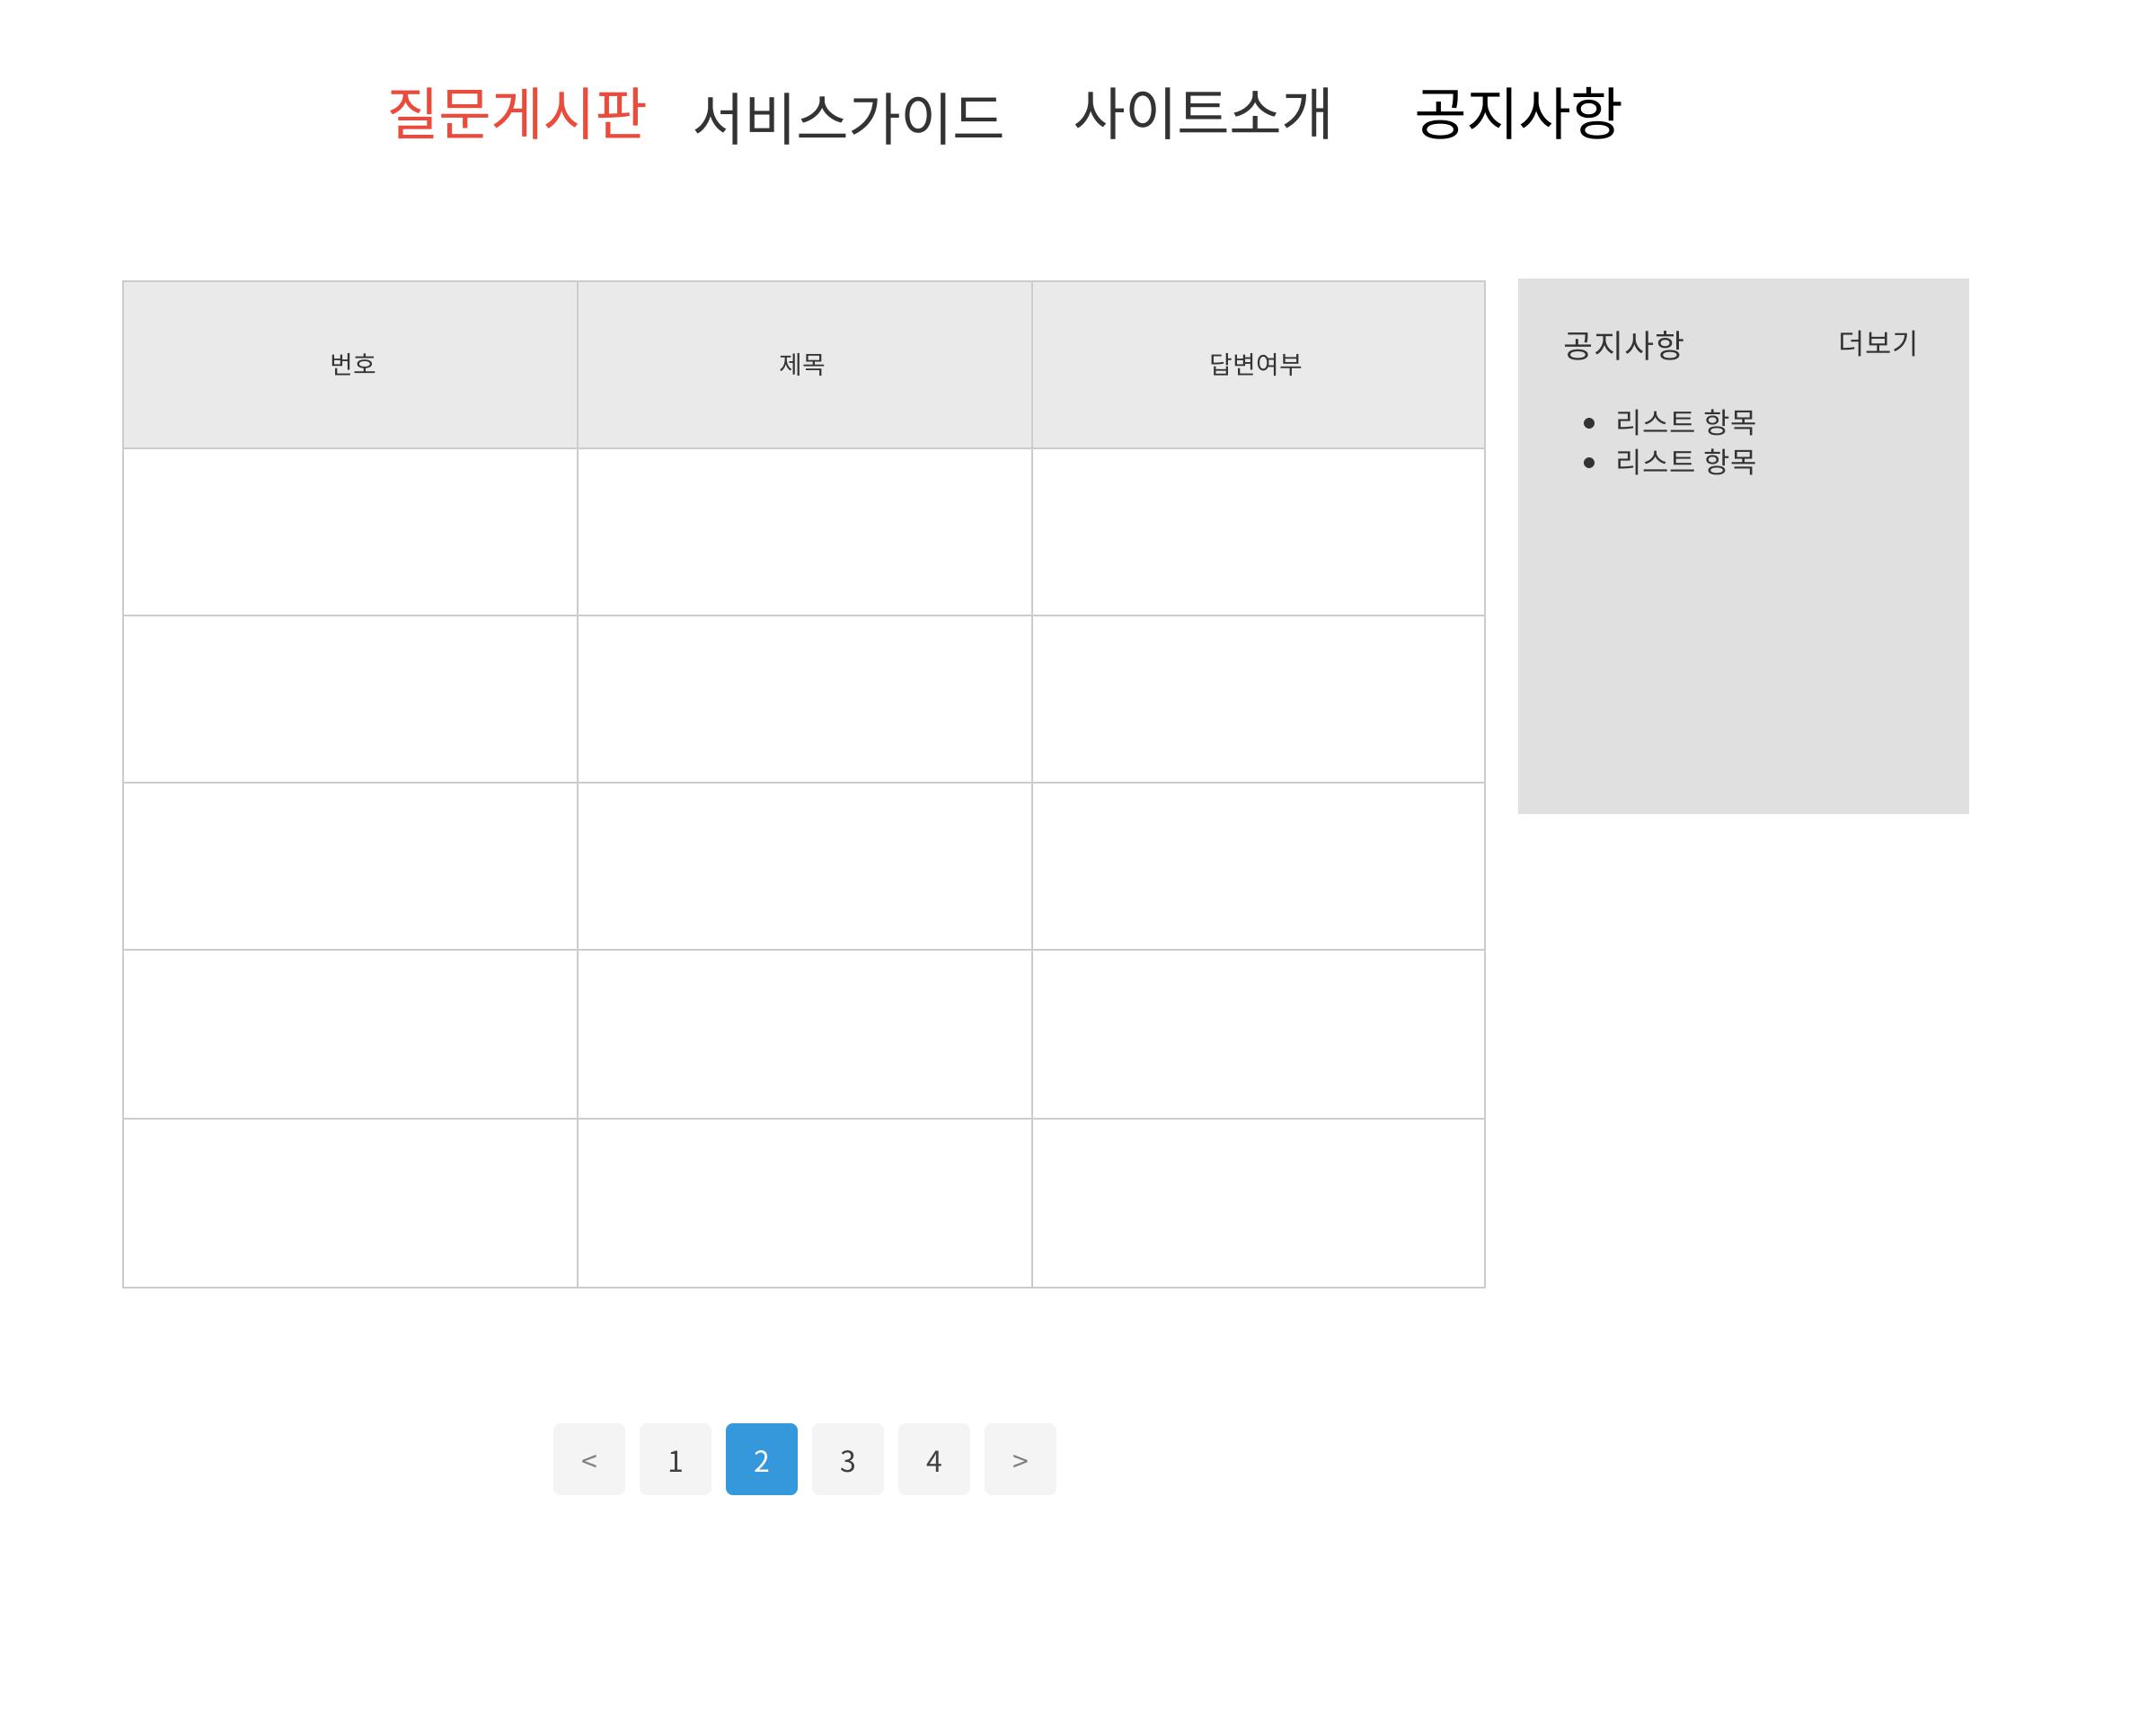 질문게시판 서비스가이드 사이트소개 공지사항
번호 제목 답변여부
공지사항 더보기
• 리스트 항목
• 리스트 항목
< 1 2 3 4 >